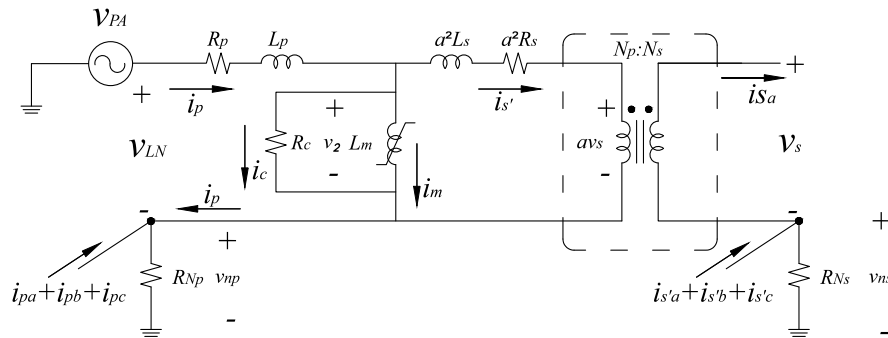 vPA
Rp
Lp
a²Ls
a²Rs
Np:Ns
+
ip
is'
+
isa
+
vLN
Rc
+
v₂
-
Lm
ic
im
avs
-
vs
ip
-
+
-
+
ipa+ipb+ipc
RNp
vnp
-
is'a+is'b+is'c
RNs
vns
-